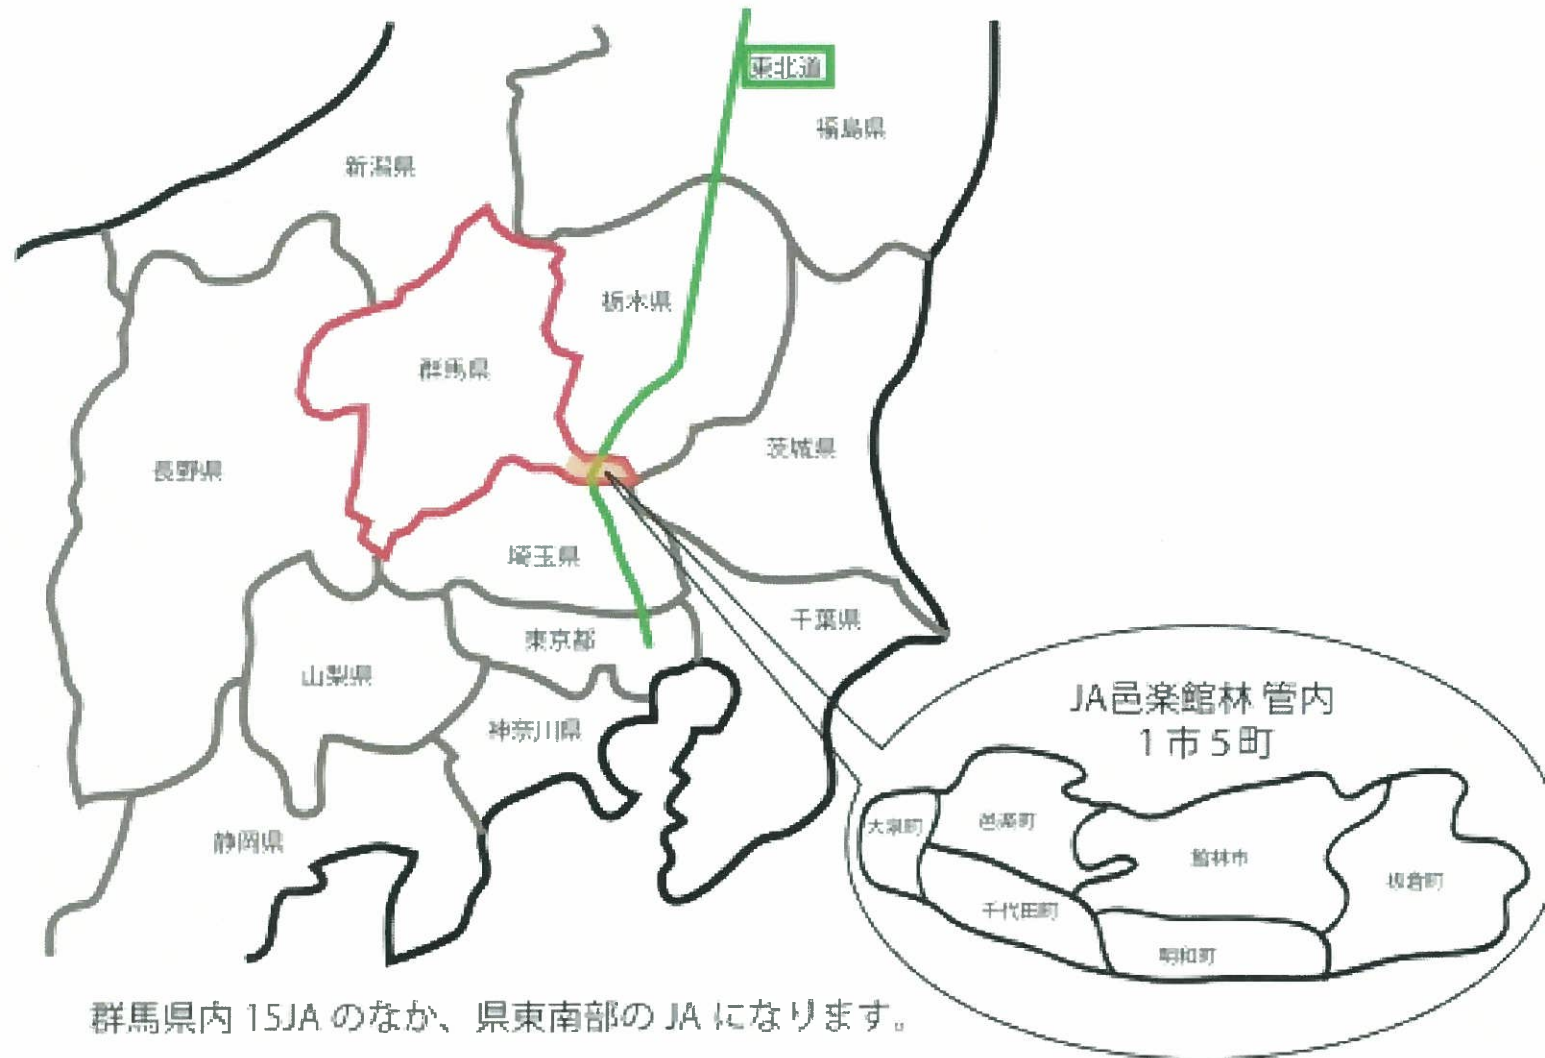 東北道
福島県
新潟県
栃木県
群馬県
茨城県
長野県
埼玉県
千葉県
東京都
山梨県
神奈川県
静岡県
JA邑楽館林 管内
1市5町
大泉町
邑楽町
館林市
板倉町
千代田町
明和町
群馬県内 15JA のなか、県東南部の JA になります。